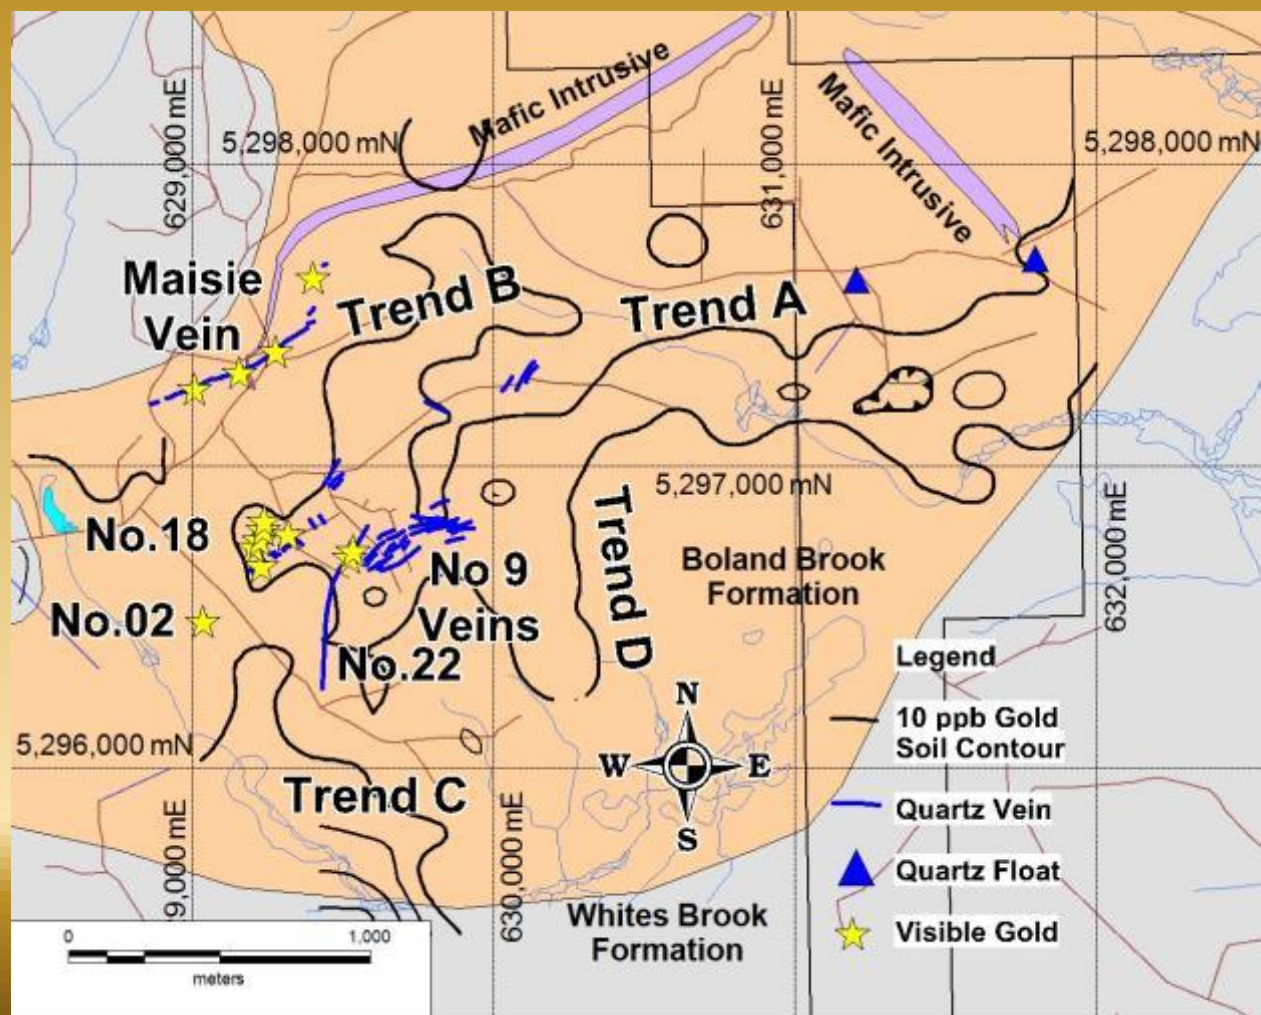 Mafic Intrusive
Mafic Intrusive
629,000 mE
5,298,000 mN
631,000 mE
5,298,000 mN
Maisie
Vein
Trend B
Trend A
5,297,000 mN
632,000 mE
No.18
No 9
Veins
Trend D
Boland Brook
Formation
No.02
No.22
Legend
10 ppb Gold
Soil Contour
N
W
E
S
5,296,000 mN
Trend C
Quartz Vein
9,000 mE
630,000 mE
Quartz Float
Whites Brook
Formation
Visible Gold
0
1,000
meters